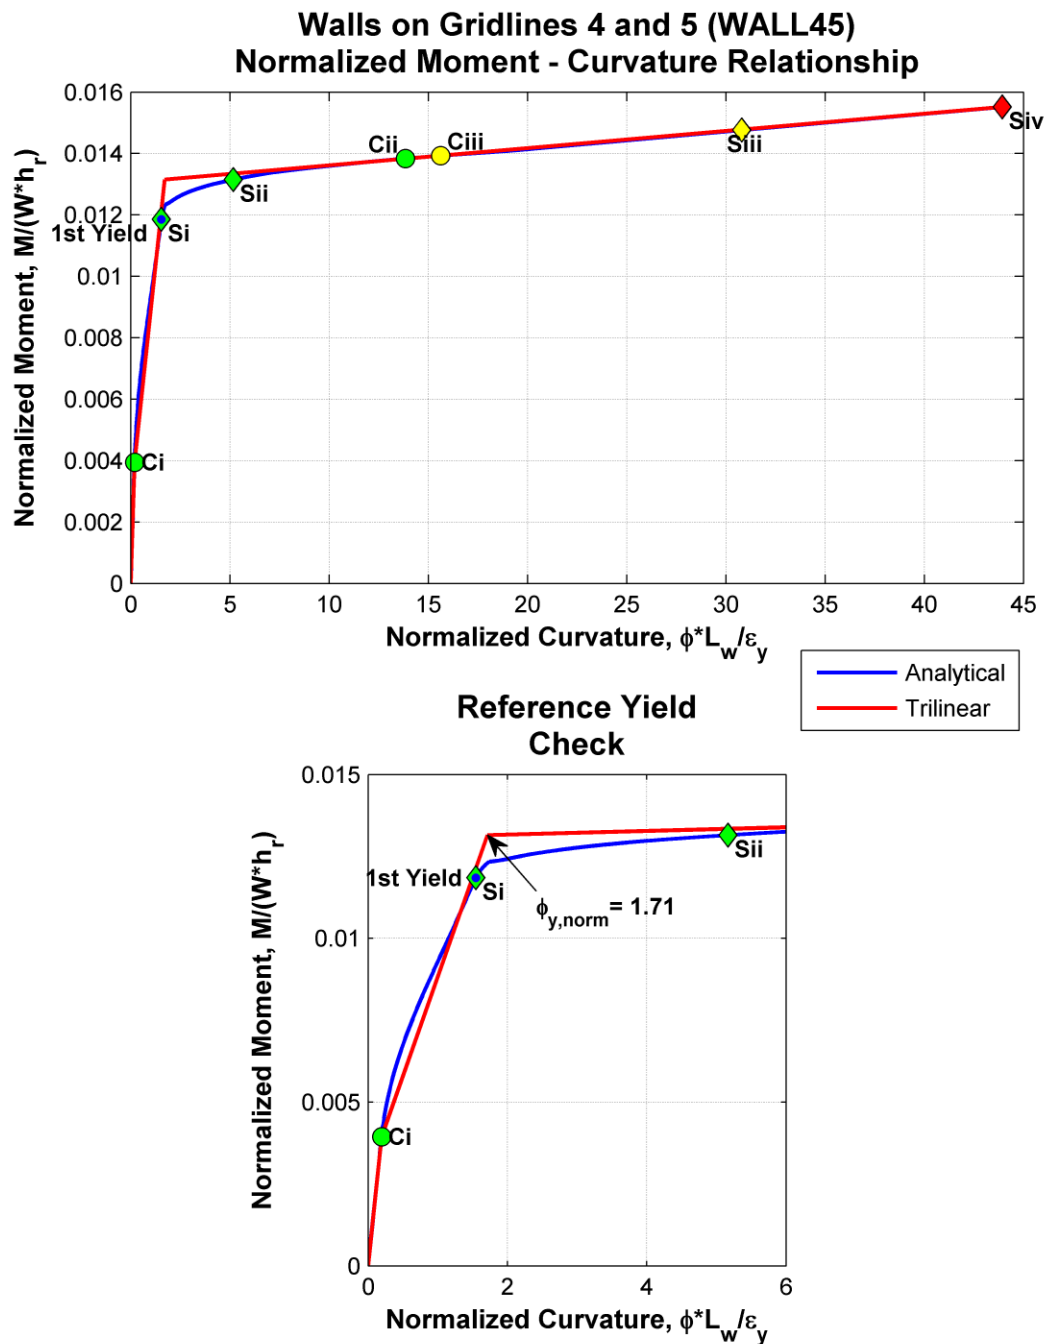 Walls on Gridlines 4 and 5 (WALL45)
Normalized Moment - Curvature Relationship
Normalized Moment, M/(W*h_r)
0.016
0.014
0.012
0.01
0.008
0.006
0.004
0.002
0
Cii
Ciii
Siii
Siv
Sii
1st Yield
Si
Ci
0
5
10
15
20
25
30
35
40
45
Normalized Curvature, ϕ*L_w/ε_y
Analytical
Trilinear
Reference Yield
Check
Normalized Moment, M/(W*h_r)
0.015
0.01
0.005
0
Sii
1st Yield
Si
ϕ_y,norm = 1.71
Ci
0
2
4
6
Normalized Curvature, ϕ*L_w/ε_y